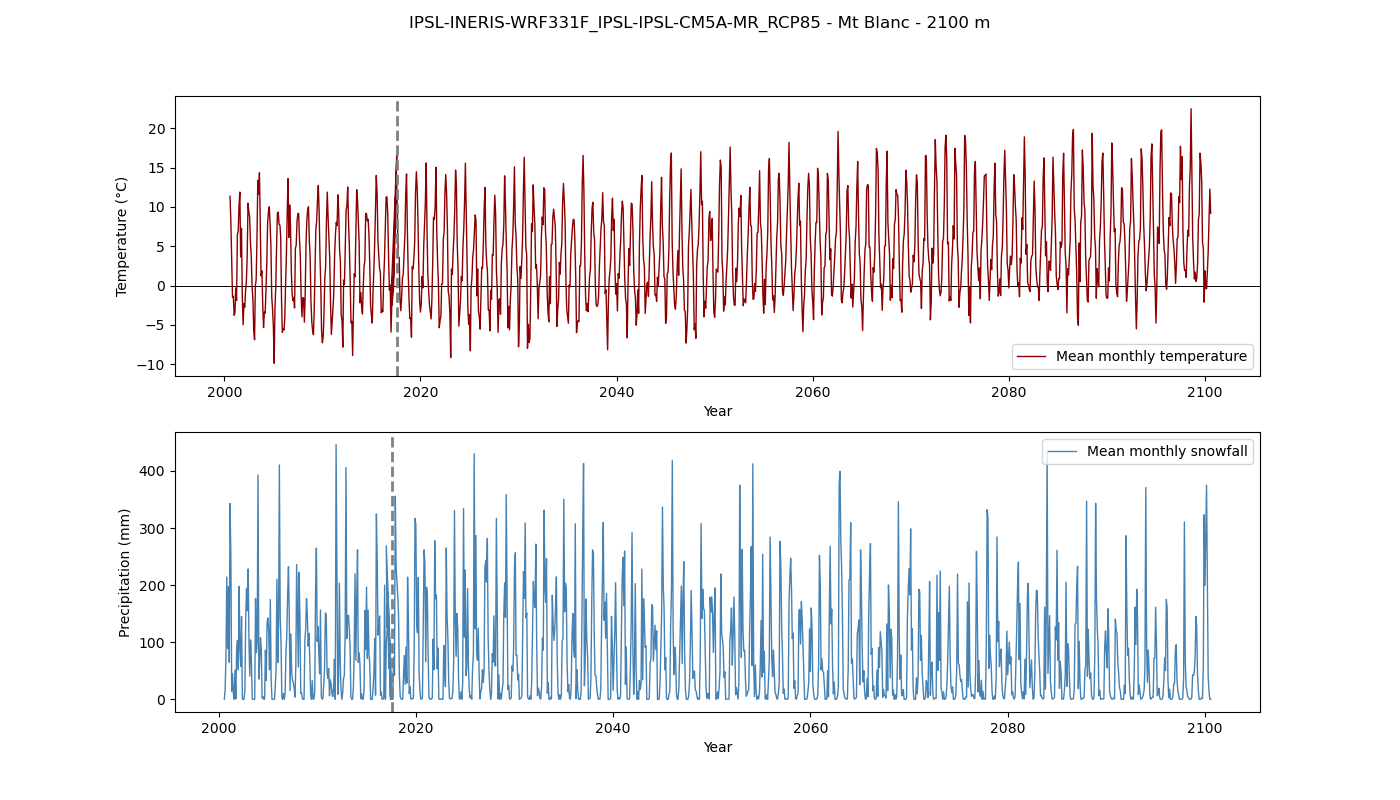 IPSL-INERIS-WRF331F_IPSL-IPSL-CM5A-MR_RCP85 - Mt Blanc - 2100 m
20
15
10
5
0
−5
−10
Temperature (°C)
Mean monthly temperature
2000 2020 2040 2060 2080 2100
Year
Mean monthly snowfall
400
300
200
100
0
Precipitation (mm)
2000 2020 2040 2060 2080 2100
Year